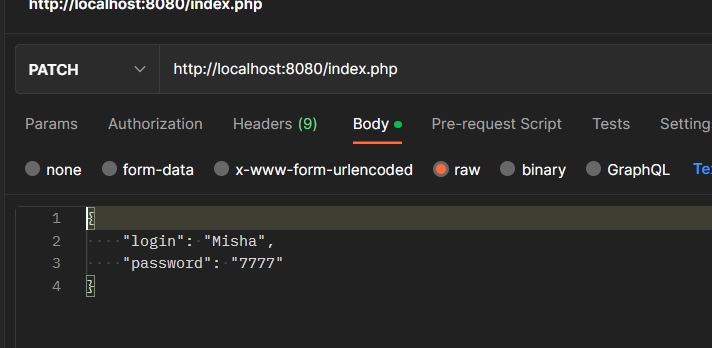 http://localhost:8080/index.php
PATCH http://localhost:8080/index.php
Params Authorization Headers (9) Body Pre-request Script Tests Setting
none form-data x-www-form-urlencoded raw binary GraphQL Te
1 {
2 "login": "Misha",
3 "password": "7777"
4 }